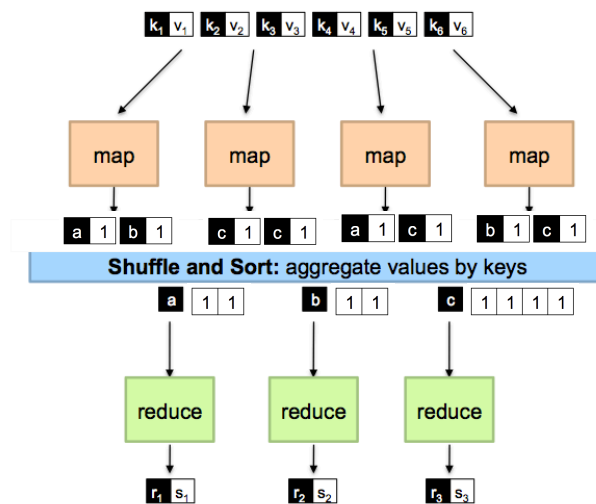 k₁ v₁ k₂ v₂ k₃ v₃ k₄ v₄ k₅ v₅ k₆ v₆
map map map map
a 1 b 1 c 1 c 1 a 1 c 1 b 1 c 1
Shuffle and Sort: aggregate values by keys
a 1 1 b 1 1 c 1 1 1 1
reduce reduce reduce
r₁ s₁ r₂ s₂ r₃ s₃